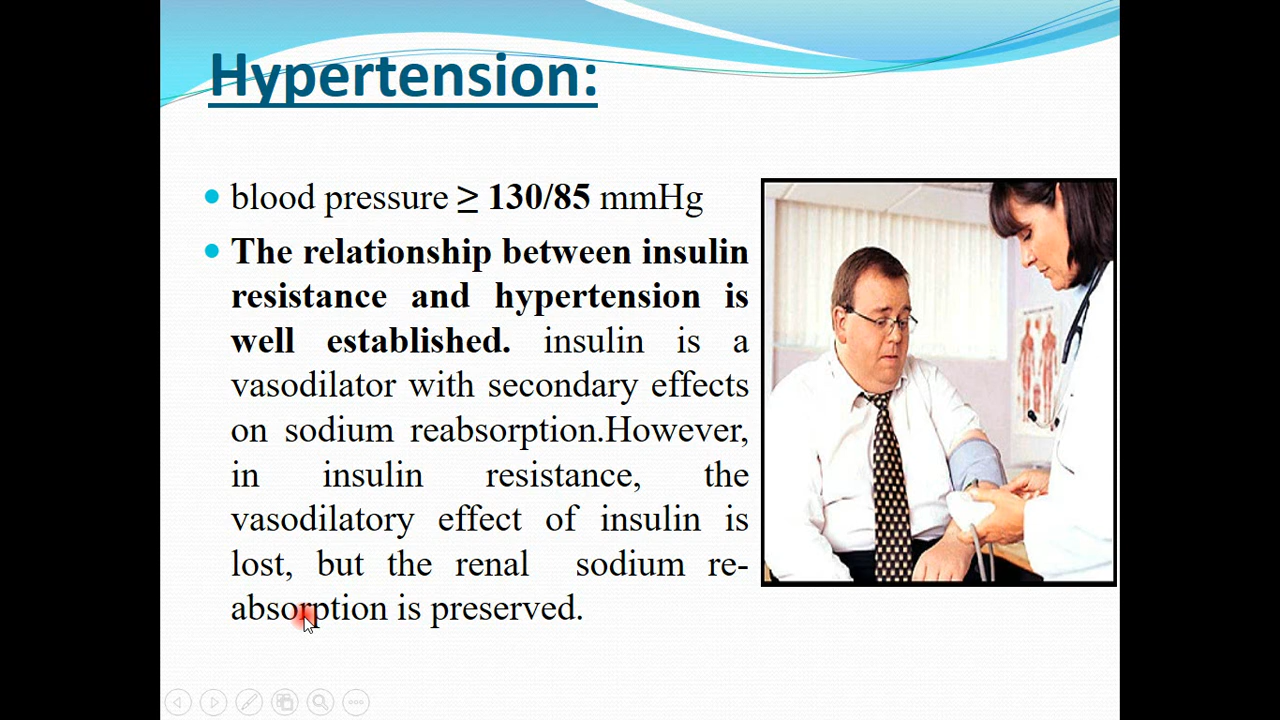 Hypertension:
blood pressure ≥ 130/85 mmHg
The relationship between insulin
resistance and hypertension is
well established. insulin is a
vasodilator with secondary effects
on sodium reabsorption.However,
in insulin resistance, the
vasodilatory effect of insulin is
lost, but the renal sodium re-
absorption is preserved.